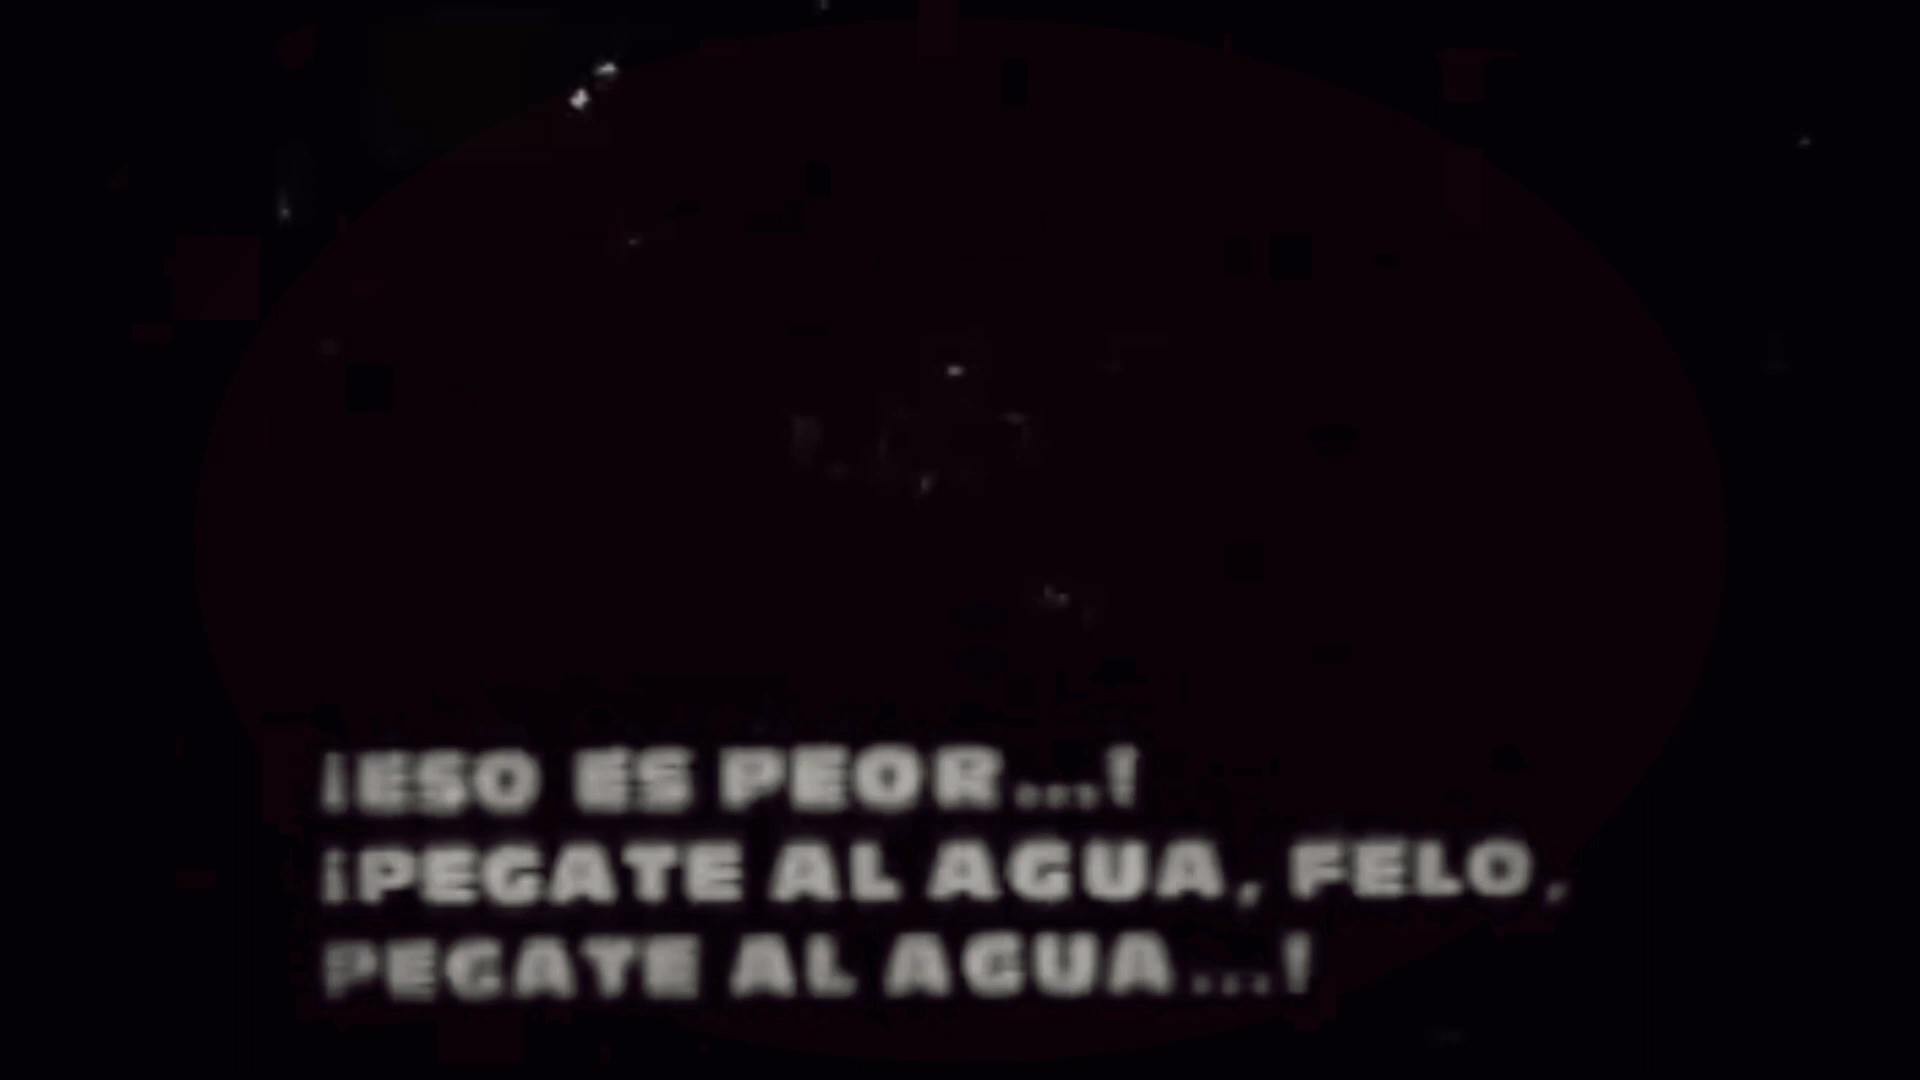 ¡ESO ES PEOR...!
¡PEGATE AL AGUA, FELO,
PEGATE AL AGUA...!